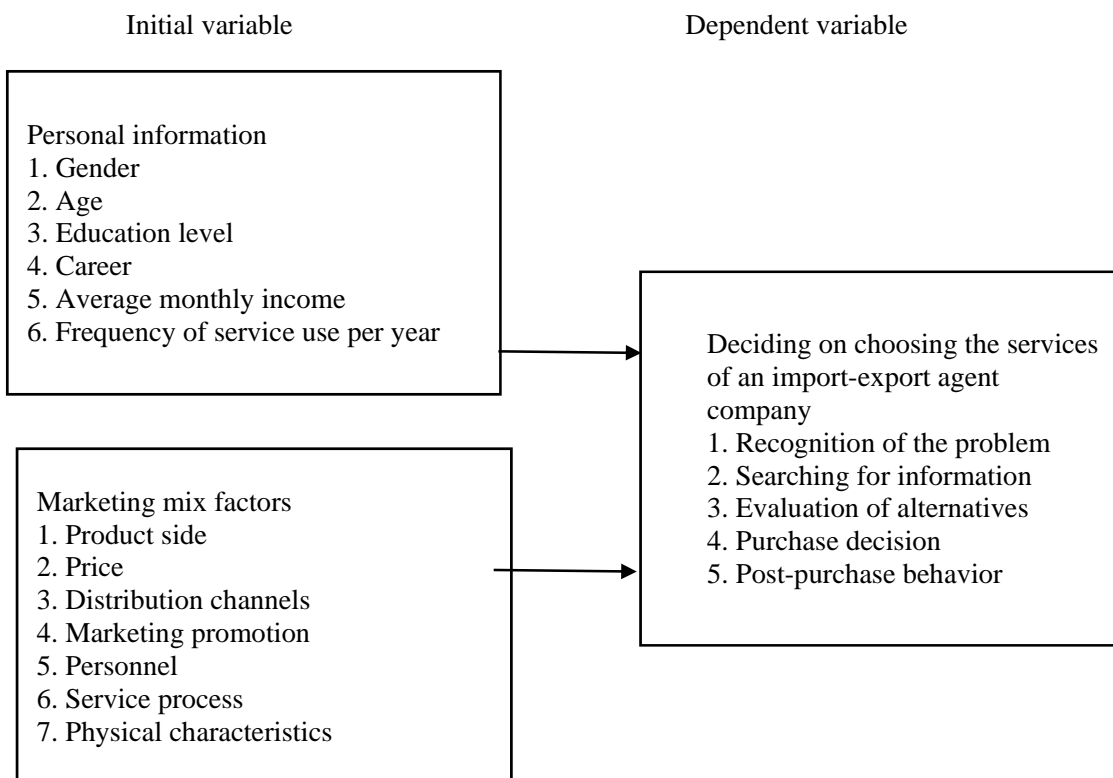 Initial variable
Dependent variable
Personal information
1. Gender
2. Age
3. Education level
4. Career
5. Average monthly income
6. Frequency of service use per year
Marketing mix factors
1. Product side
2. Price
3. Distribution channels
4. Marketing promotion
5. Personnel
6. Service process
7. Physical characteristics
Deciding on choosing the services
of an import-export agent
company
1. Recognition of the problem
2. Searching for information
3. Evaluation of alternatives
4. Purchase decision
5. Post-purchase behavior